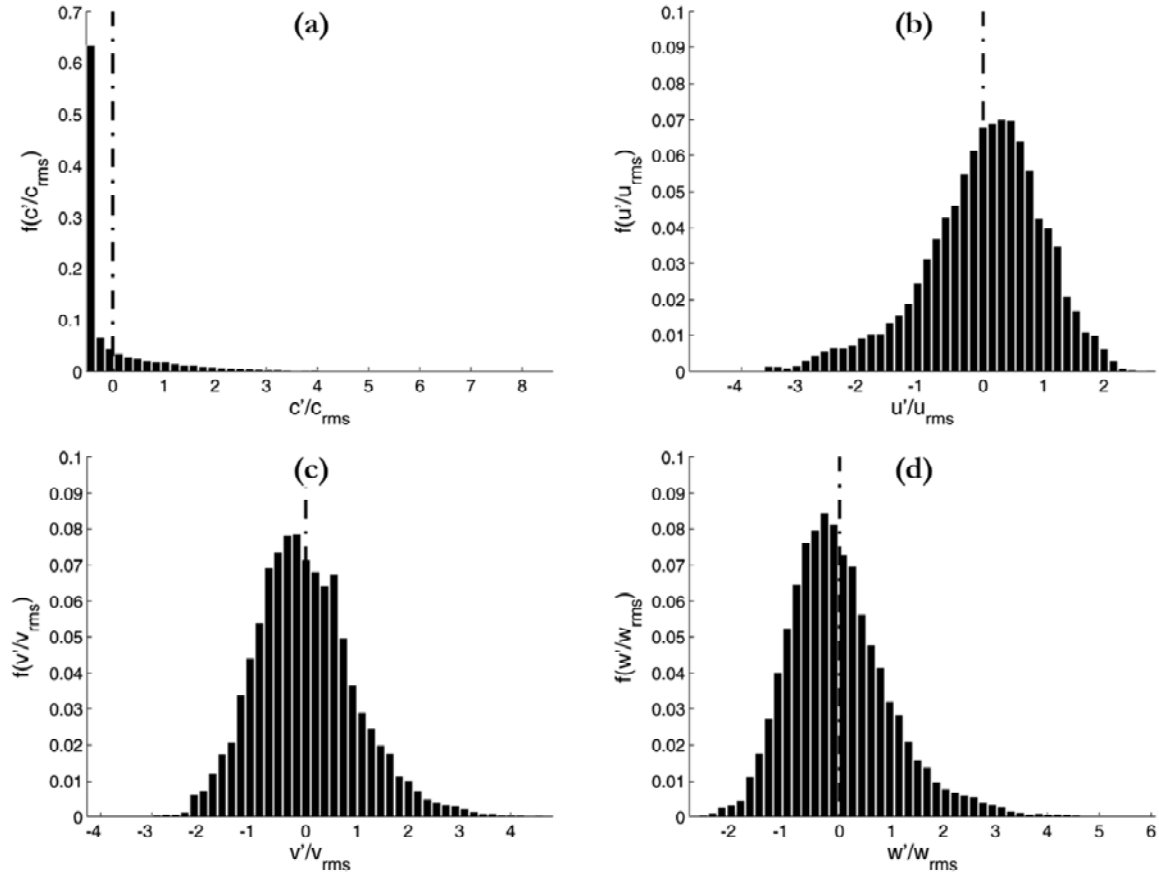 (a)
0.7
0.6
0.5
0.4
0.3
0.2
0.1
0
f(c'/c_rms)
0 1 2 3 4 5 6 7 8
c'/c_rms
(b)
0.1
0.09
0.08
0.07
0.06
0.05
0.04
0.03
0.02
0.01
0
f(u'/u_rms)
-4 -3 -2 -1 0 1 2
u'/u_rms
(c)
0.1
0.09
0.08
0.07
0.06
0.05
0.04
0.03
0.02
0.01
0
f(v'/v_rms)
-4 -3 -2 -1 0 1 2 3 4
v'/v_rms
(d)
0.1
0.09
0.08
0.07
0.06
0.05
0.04
0.03
0.02
0.01
0
f(w'/w_rms)
-2 -1 0 1 2 3 4 5 6
w'/w_rms